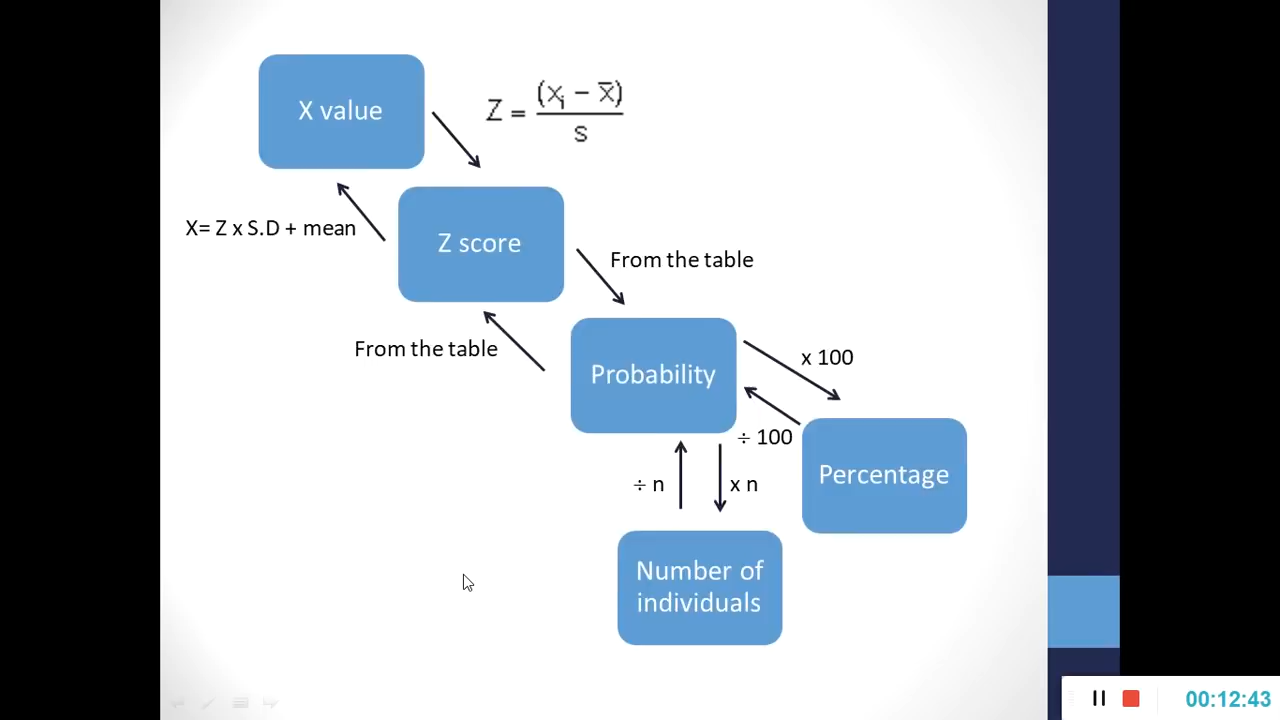 X value
Z = (xi − x̄) / s
X= Z x S.D + mean
Z score
From the table
From the table
Probability
x 100
÷ 100
Percentage
÷ n
x n
Number of
individuals
00:12:43